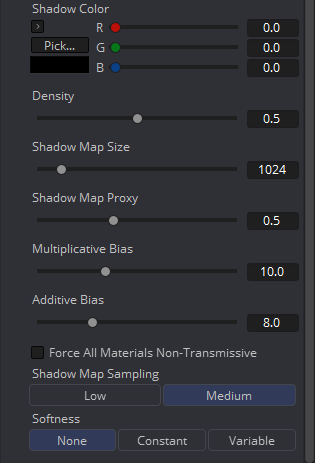 Shadow Color
> R 0.0
Pick... G 0.0
B 0.0
Density
0.5
Shadow Map Size
1024
Shadow Map Proxy
0.5
Multiplicative Bias
10.0
Additive Bias
8.0
Force All Materials Non-Transmissive
Shadow Map Sampling
Low Medium
Softness
None Constant Variable